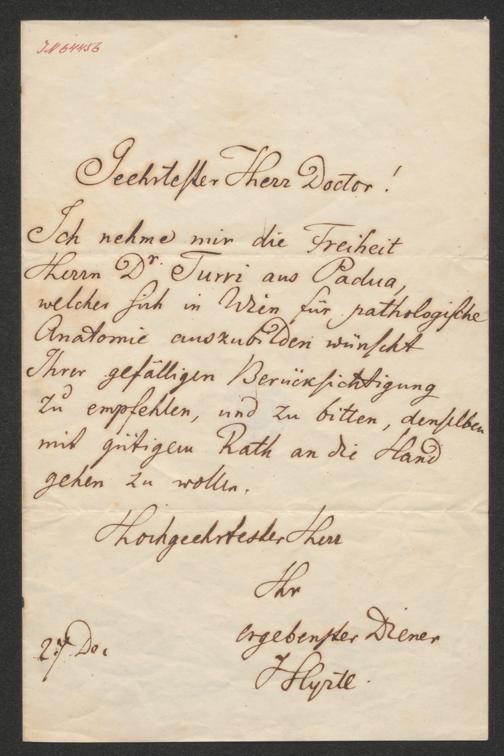 I.N 64456
Geehrtester Herr Doctor!
Ich nehme mir die Freiheit
Herrn Dr. Turri aus Padua,
welcher sich in Wien für pathologische
Anatomie auszubilden wünscht
Ihrer gefälligen Berücksichtigung
zu empfehlen, und zu bitten, denselben
mit gütigem Rath an die Hand
gehen zu wollen.
Hochgeehrtester Herr
Ihr
ergebenster Diener
Hyrtl.
27 Dec